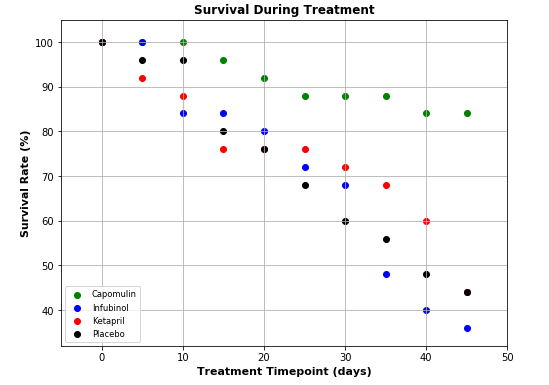 Survival During Treatment
Survival Rate (%)
100
90
80
70
60
50
40
Capomulin
Infubinol
Ketapril
Placebo
0 10 20 30 40 50
Treatment Timepoint (days)